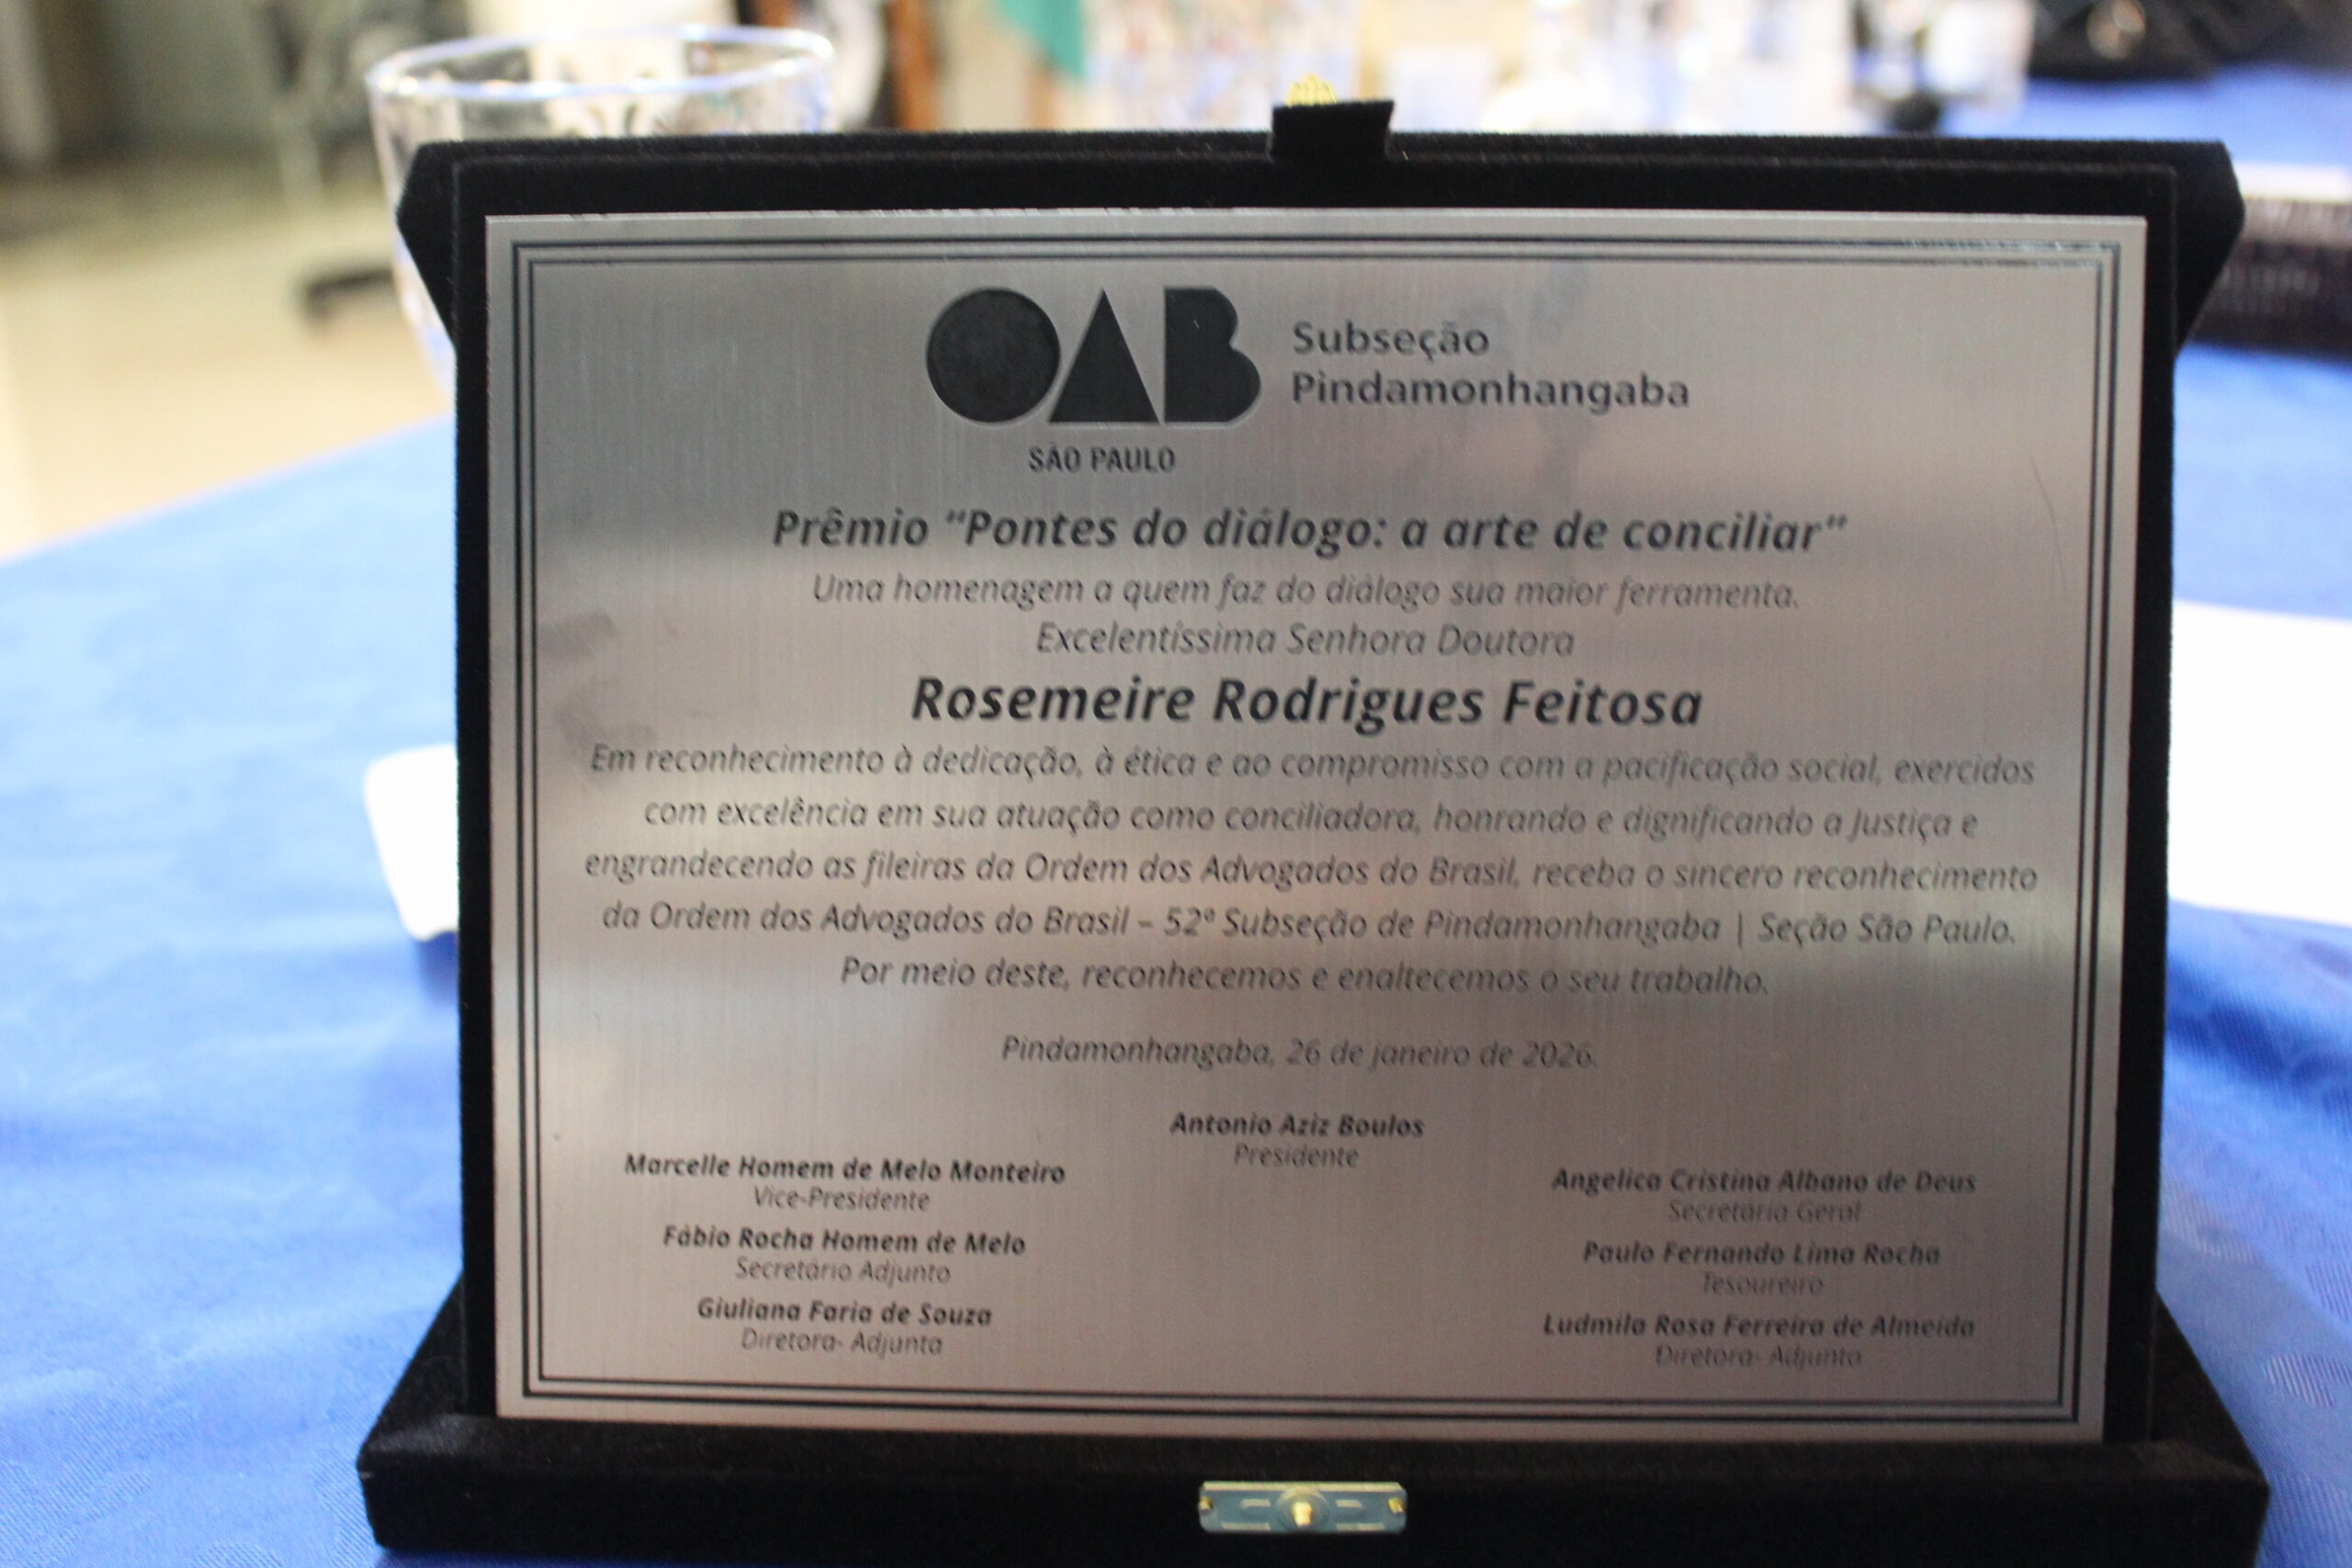 OAB
Subseção
Pindamonhangaba
SÃO PAULO
Prêmio "Pontes do diálogo: a arte de conciliar"
Uma homenagem a quem faz do diálogo sua maior ferramenta.
Excelentíssima Senhora Doutora
Rosemeire Rodrigues Feitosa
Em reconhecimento à dedicação, à ética e ao compromisso com a pacificação social, exercidos
com excelência em sua atuação como conciliadora, honrando e dignificando a Justiça e
engrandecendo as fileiras da Ordem dos Advogados do Brasil, receba o sincero reconhecimento
da Ordem dos Advogados do Brasil – 52ª Subseção de Pindamonhangaba | Seção São Paulo.
Por meio deste, reconhecemos e enaltecemos o seu trabalho.
Pindamonhangaba, 26 de janeiro de 2026.
Antonio Aziz Boulos
Presidente
Marcelle Homem de Melo Monteiro
Vice-Presidente
Fábio Rocha Homem de Melo
Secretário Adjunto
Giuliana Faria de Souza
Diretora- Adjunta
Angelica Cristina Albano de Deus
Secretária Geral
Paulo Fernando Lima Rocha
Tesoureiro
Ludmila Rosa Ferreira de Almeida
Diretora- Adjunta